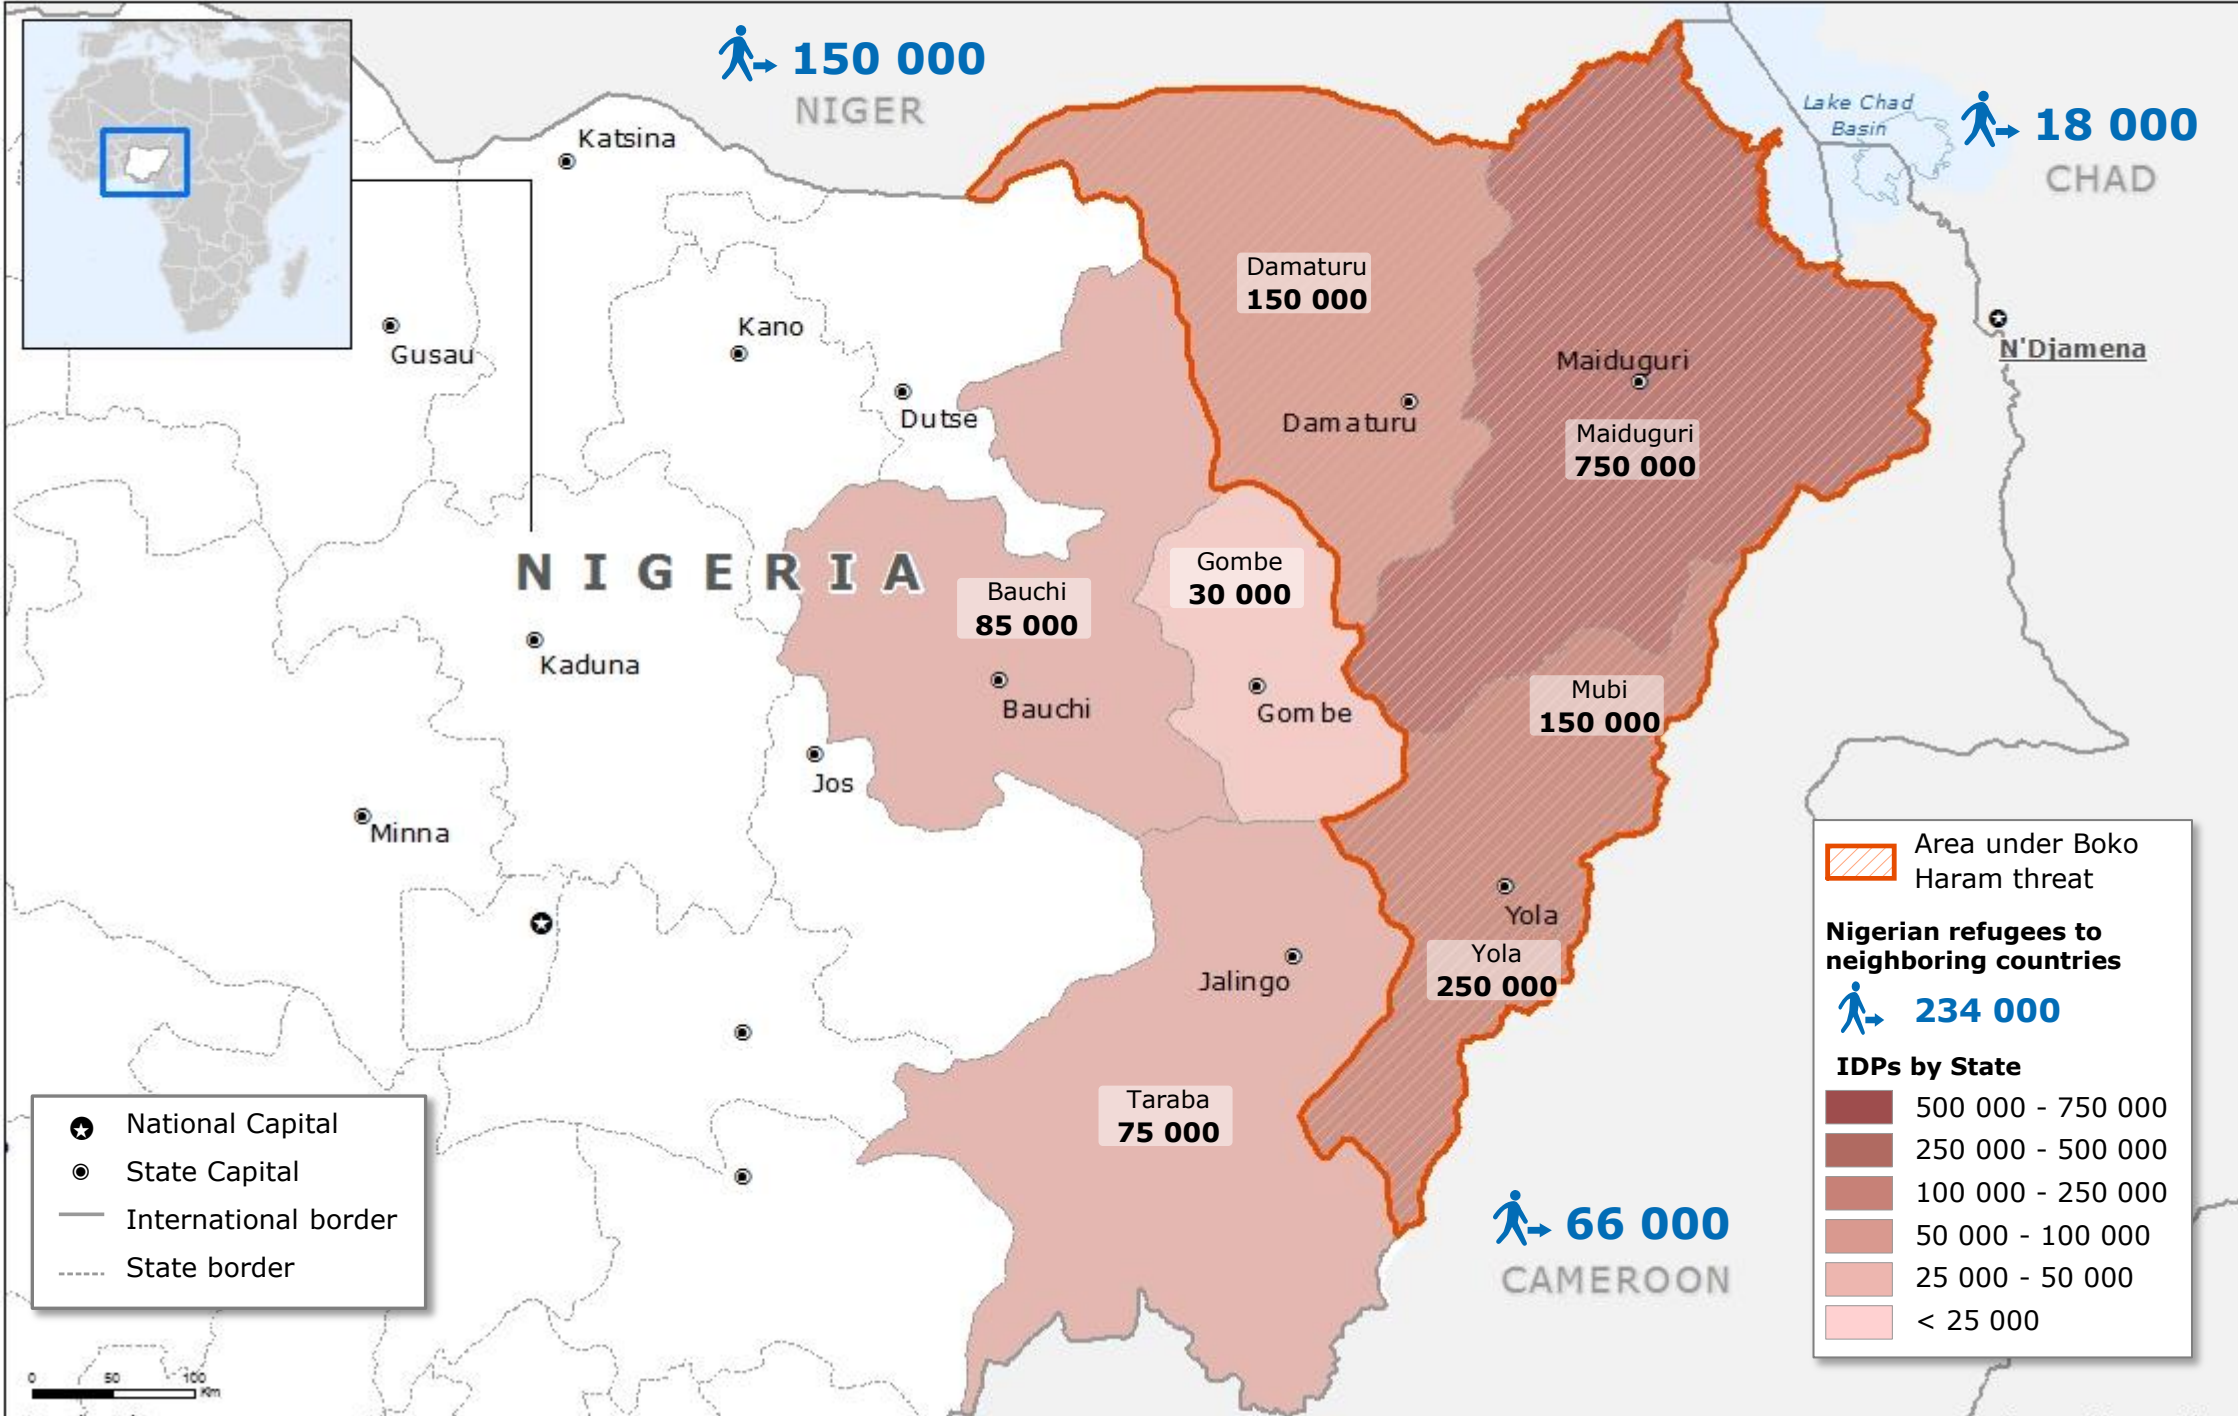 150 000
NIGER
Lake Chad
Basin
18 000
CHAD
Katsina
Damaturu
150 000
Gusau
Kano
Dutse
N'Djamena
Maiduguri
Damaturu
Maiduguri
750 000
NIGERIA
Bauchi
85 000
Gombe
30 000
Kaduna
Bauchi
Gombe
Mubi
150 000
Jos
Minna
Yola
Jalingo
Yola
250 000
Taraba
75 000
66 000
CAMEROON
Area under Boko
Haram threat
Nigerian refugees to
neighboring countries
234 000
IDPs by State
500 000 - 750 000
250 000 - 500 000
100 000 - 250 000
50 000 - 100 000
25 000 - 50 000
< 25 000
National Capital
State Capital
International border
State border
0 50 100
Km